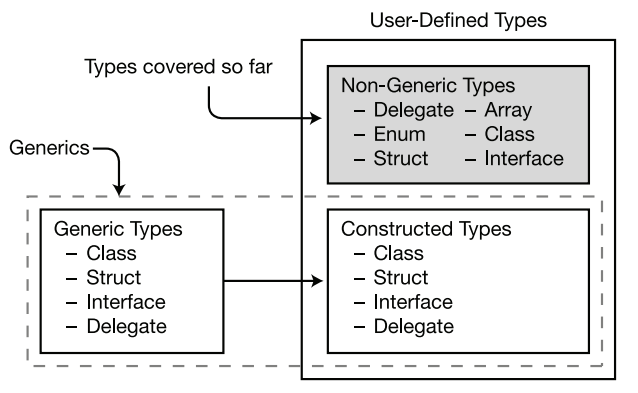 User-Defined Types
Types covered so far
Non-Generic Types
– Delegate – Array
– Enum – Class
– Struct – Interface
Generics
Generic Types
– Class
– Struct
– Interface
– Delegate
Constructed Types
– Class
– Struct
– Interface
– Delegate